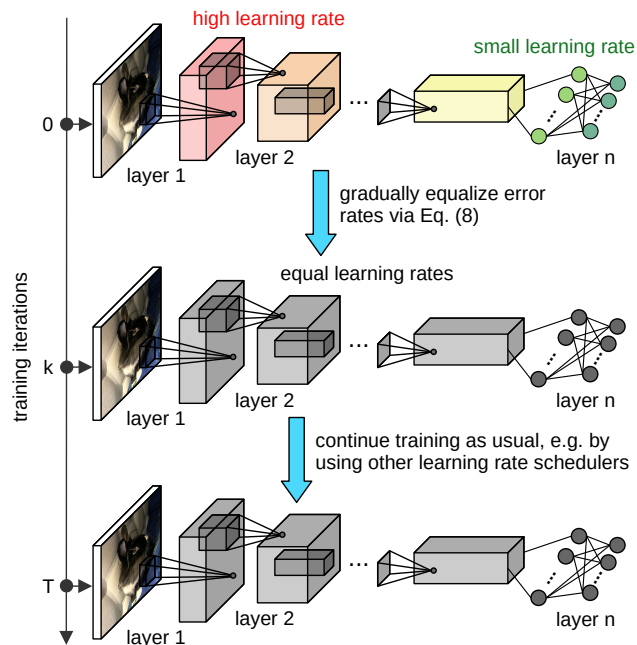 high learning rate
small learning rate
...
0
layer 1
layer 2
layer n
gradually equalize error
rates via Eq. (8)
equal learning rates
training iterations
...
k
layer 1
layer 2
layer n
continue training as usual, e.g. by
using other learning rate schedulers
...
T
layer 1
layer 2
layer n